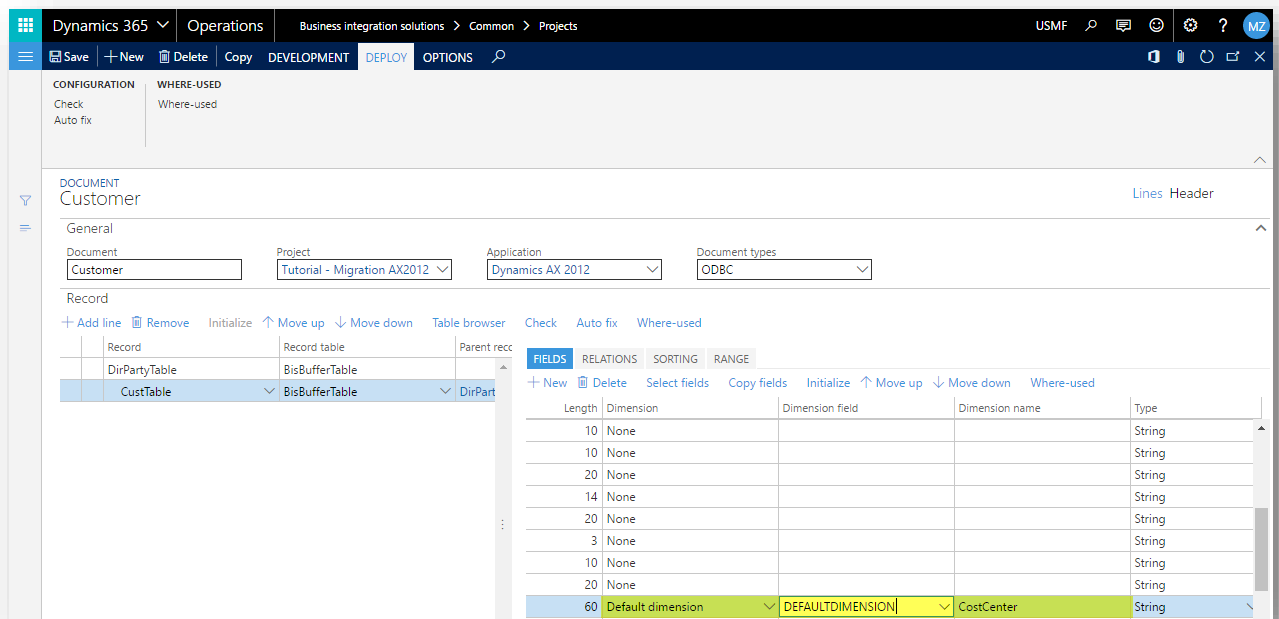 Dynamics 365 Operations Business integration solutions > Common > Projects USMF ? MZ
Save New Delete Copy DEVELOPMENT DEPLOY OPTIONS
CONFIGURATION WHERE-USED
Check Where-used
Auto fix
DOCUMENT
Customer
Lines Header
General
Document Project Application Document types
Customer Tutorial - Migration AX2012 Dynamics AX 2012 ODBC
Record
Add line Remove Initialize Move up Move down Table browser Check Auto fix Where-used
Record Record table Parent reco
DirPartyTable BisBufferTable
CustTable BisBufferTable DirPart
FIELDS RELATIONS SORTING RANGE
New Delete Select fields Copy fields Initialize Move up Move down Where-used
Length Dimension Dimension field Dimension name Type
10 None String
10 None String
20 None String
14 None String
20 None String
3 None String
10 None String
20 None String
60 Default dimension DEFAULTDIMENSION CostCenter String